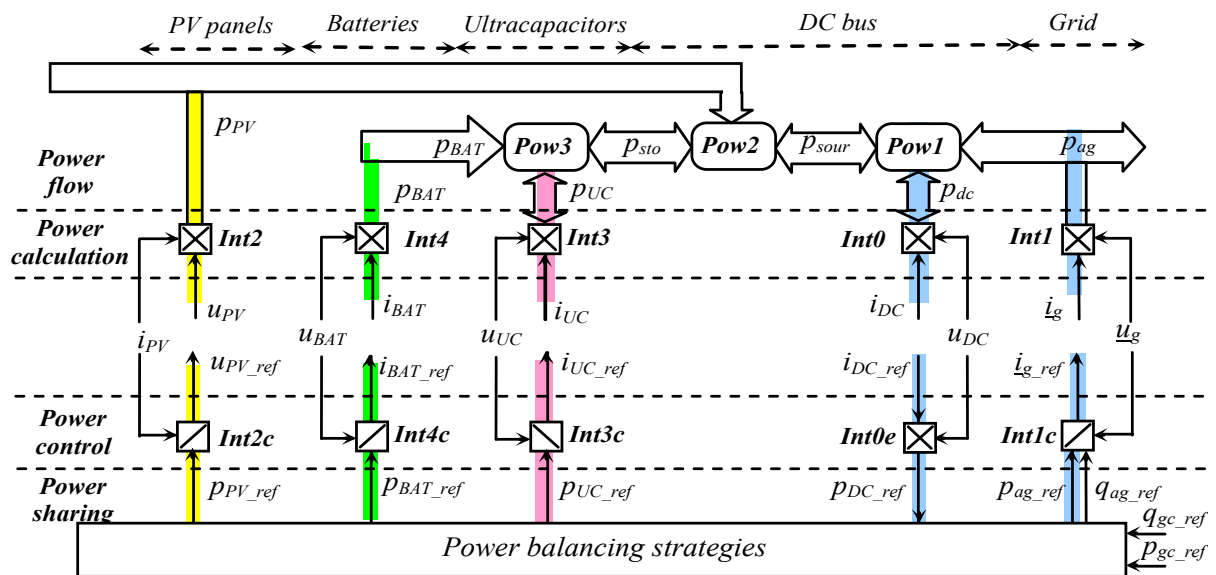 PV panels Batteries Ultracapacitors DC bus Grid
p_PV
p_BAT Pow3 p_sto Pow2 p_sour Pow1 p_ag
Power
flow
p_BAT p_UC p_dc
Power
calculation
Int2 Int4 Int3 Int0 Int1
u_PV i_BAT i_UC i_DC i_g
i_PV u_BAT u_UC u_DC u_g
u_PV_ref i_BAT_ref i_UC_ref i_DC_ref i_g_ref
Power
control
Int2c Int4c Int3c Int0e Int1c
Power
sharing
p_PV_ref p_BAT_ref p_UC_ref p_DC_ref p_ag_ref q_ag_ref
q_gc_ref
Power balancing strategies
p_gc_ref